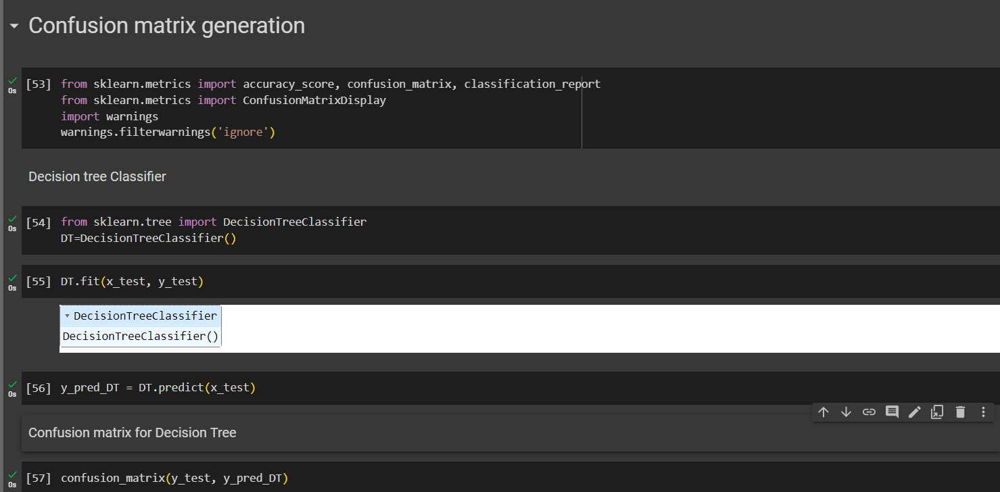 Confusion matrix generation
[53] from sklearn.metrics import accuracy_score, confusion_matrix, classification_report
from sklearn.metrics import ConfusionMatrixDisplay
import warnings
warnings.filterwarnings('ignore')
0s
Decision tree Classifier
[54] from sklearn.tree import DecisionTreeClassifier
0s
DT=DecisionTreeClassifier()
[55] DT.fit(x_test, y_test)
0s
DecisionTreeClassifier
DecisionTreeClassifier()
[56] y_pred_DT = DT.predict(x_test)
0s
Confusion matrix for Decision Tree
[57] confusion_matrix(y_test, y_pred_DT)
0s